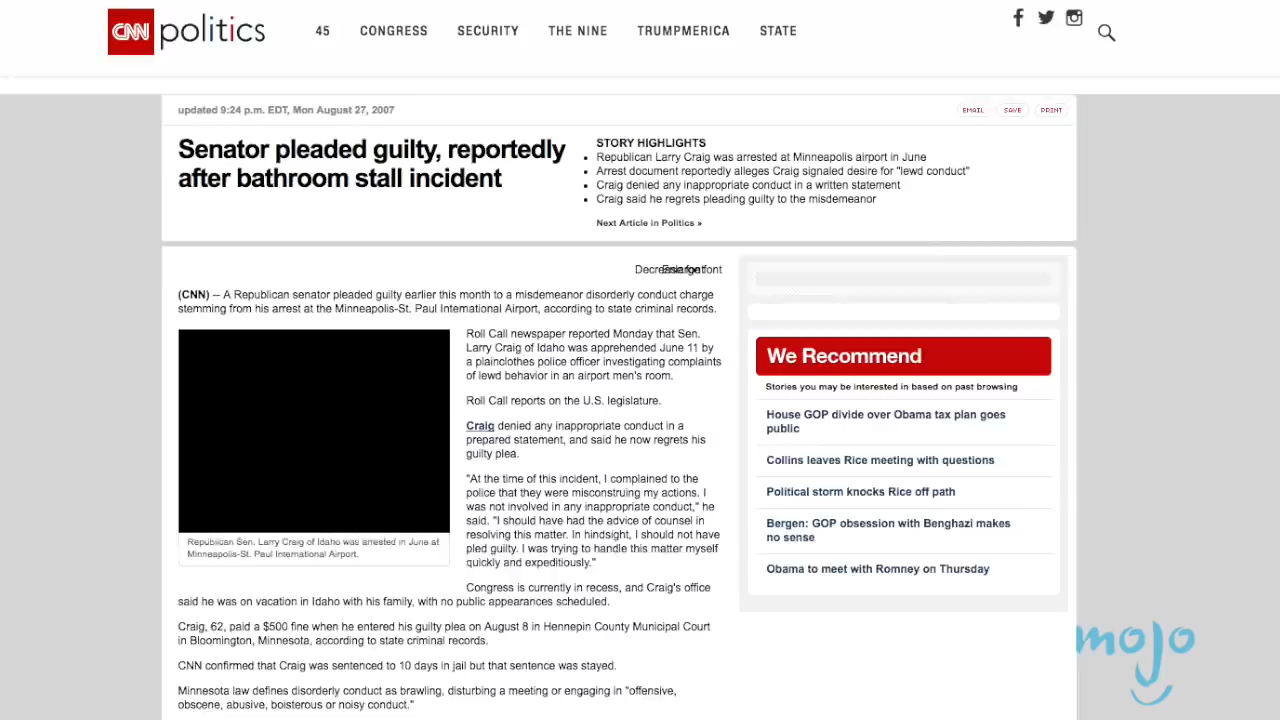 CNN politics
45 CONGRESS SECURITY THE NINE TRUMPMERICA STATE
updated 9:24 p.m. EDT, Mon August 27, 2007
EMAIL SAVE PRINT
Senator pleaded guilty, reportedly
after bathroom stall incident
STORY HIGHLIGHTS
Republican Larry Craig was arrested at Minneapolis airport in June
Arrest document reportedly alleges Craig signaled desire for "lewd conduct"
Craig denied any inappropriate conduct in a written statement
Craig said he regrets pleading guilty to the misdemeanor
Next Article in Politics »
Decrease font Enlarge font
(CNN) -- A Republican senator pleaded guilty earlier this month to a misdemeanor disorderly conduct charge
stemming from his arrest at the Minneapolis-St. Paul International Airport, according to state criminal records.
Republican Sen. Larry Craig of Idaho was arrested in June at
Minneapolis-St. Paul International Airport.
Roll Call newspaper reported Monday that Sen.
Larry Craig of Idaho was apprehended June 11 by
a plainclothes police officer investigating complaints
of lewd behavior in an airport men's room.
Roll Call reports on the U.S. legislature.
Craig denied any inappropriate conduct in a
prepared statement, and said he now regrets his
guilty plea.
"At the time of this incident, I complained to the
police that they were misconstruing my actions. I
was not involved in any inappropriate conduct," he
said. "I should have had the advice of counsel in
resolving this matter. In hindsight, I should not have
pled guilty. I was trying to handle this matter myself
quickly and expeditiously."
Congress is currently in recess, and Craig's office
said he was on vacation in Idaho with his family, with no public appearances scheduled.
Craig, 62, paid a $500 fine when he entered his guilty plea on August 8 in Hennepin County Municipal Court
in Bloomington, Minnesota, according to state criminal records.
CNN confirmed that Craig was sentenced to 10 days in jail but that sentence was stayed.
Minnesota law defines disorderly conduct as brawling, disturbing a meeting or engaging in "offensive,
obscene, abusive, boisterous or noisy conduct."
We Recommend
Stories you may be interested in based on past browsing
House GOP divide over Obama tax plan goes
public
Collins leaves Rice meeting with questions
Political storm knocks Rice off path
Bergen: GOP obsession with Benghazi makes
no sense
Obama to meet with Romney on Thursday
mojo